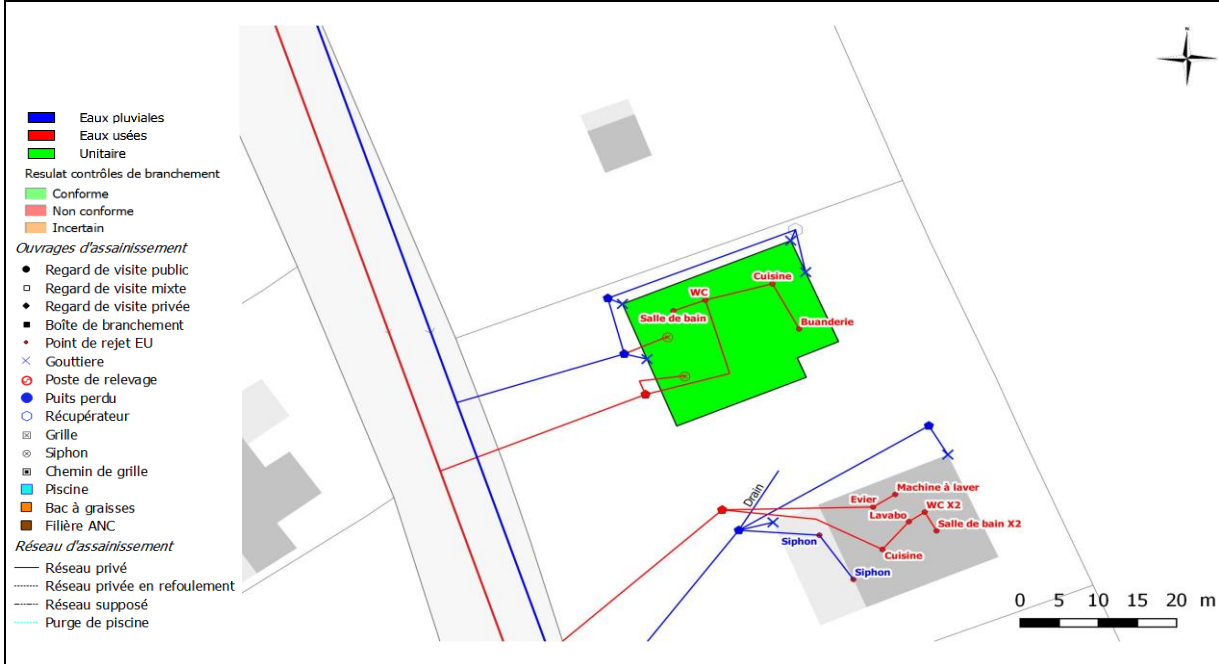 N
Eaux pluviales
Eaux usées
Unitaire
Resulat contrôles de branchement
Conforme
Non conforme
Incertain
Ouvrages d'assainissement
Regard de visite public
Regard de visite mixte
Regard de visite privée
Boîte de branchement
Point de rejet EU
Gouttiere
Poste de relevage
Puits perdu
Récupérateur
Grille
Siphon
Chemin de grille
Piscine
Bac à graisses
Filière ANC
Réseau d'assainissement
Réseau privé
Réseau privée en refoulement
Réseau supposé
Purge de piscine
Cuisine
WC
Salle de bain
Buanderie
Drain
Machine à laver
Evier
WC X2
Lavabo
Salle de bain X2
Siphon
Cuisine
Siphon
0 5 10 15 20 m